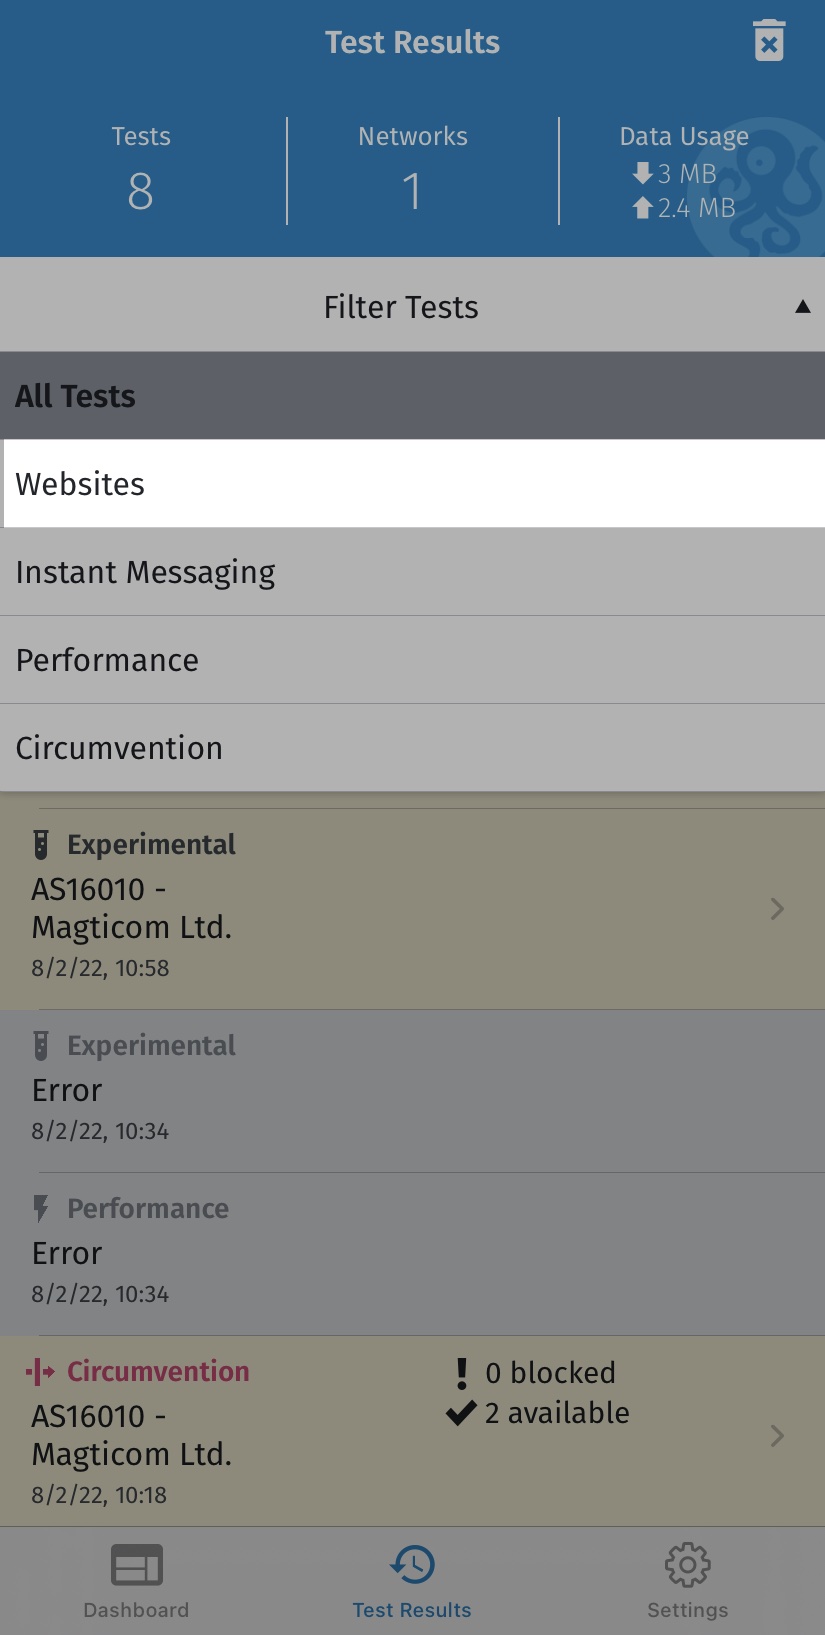 Test Results
Tests
8
Networks
1
Data Usage
3 MB
2.4 MB
Filter Tests
All Tests
Websites
Instant Messaging
Performance
Circumvention
Experimental
AS16010 -
Magticom Ltd.
8/2/22, 10:58
Experimental
Error
8/2/22, 10:34
Performance
Error
8/2/22, 10:34
Circumvention
0 blocked
2 available
AS16010 -
Magticom Ltd.
8/2/22, 10:18
Dashboard
Test Results
Settings